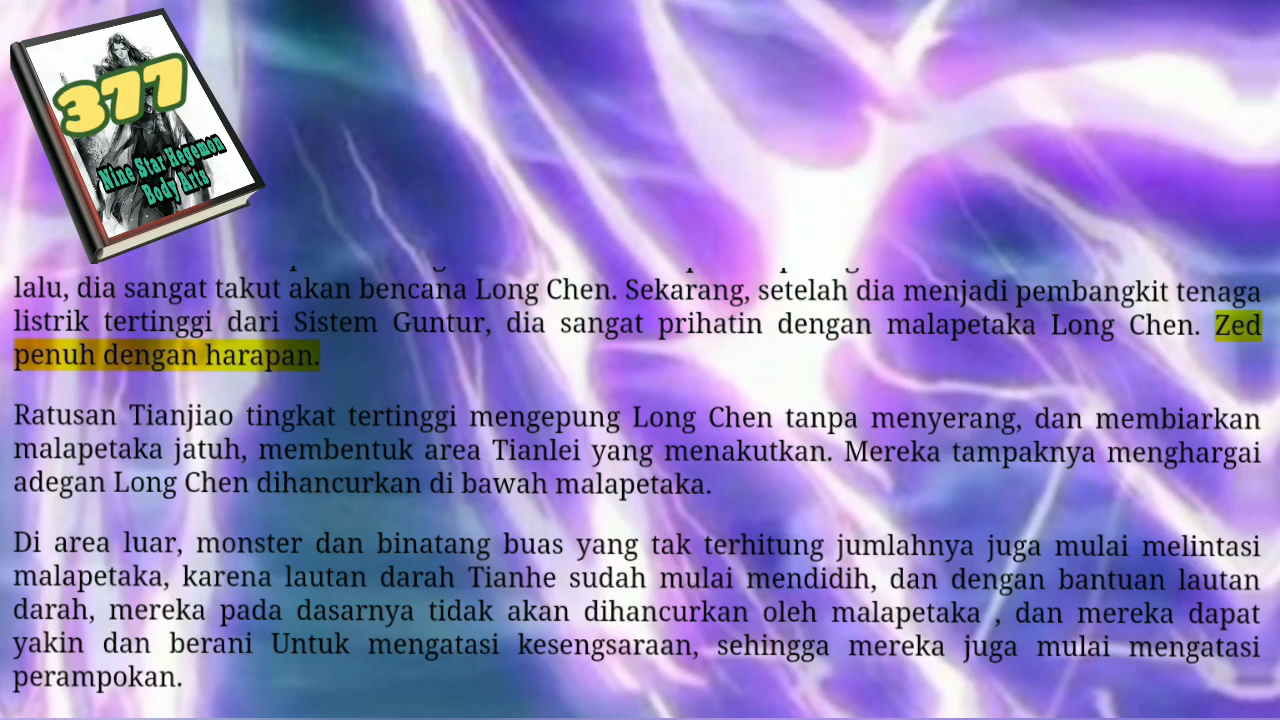 377
Nine Star Hegemon
Body Arts
lalu, dia sangat takut akan bencana Long Chen. Sekarang, setelah dia menjadi pembangkit tenaga
listrik tertinggi dari Sistem Guntur, dia sangat prihatin dengan malapetaka Long Chen. Zed
penuh dengan harapan.
Ratusan Tianjiao tingkat tertinggi mengepung Long Chen tanpa menyerang, dan membiarkan
malapetaka jatuh, membentuk area Tianlei yang menakutkan. Mereka tampaknya menghargai
adegan Long Chen dihancurkan di bawah malapetaka.
Di area luar, monster dan binatang buas yang tak terhitung jumlahnya juga mulai melintasi
malapetaka, karena lautan darah Tianhe sudah mulai mendidih, dan dengan bantuan lautan
darah, mereka pada dasarnya tidak akan dihancurkan oleh malapetaka , dan mereka dapat
yakin dan berani Untuk mengatasi kesengsaraan, sehingga mereka juga mulai mengatasi
perampokan.